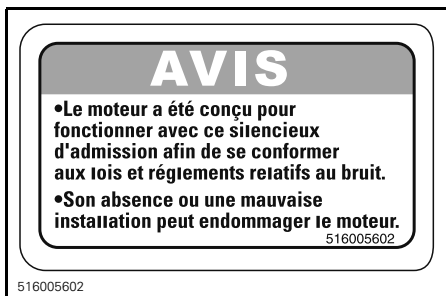 AVIS
•Le moteur a été conçu pour
fonctionner avec ce silencieux
d'admission afin de se conformer
aux lois et réglements relatifs au bruit.
•Son absence ou une mauvaise
installation peut endommager le moteur.
516005602
516005602